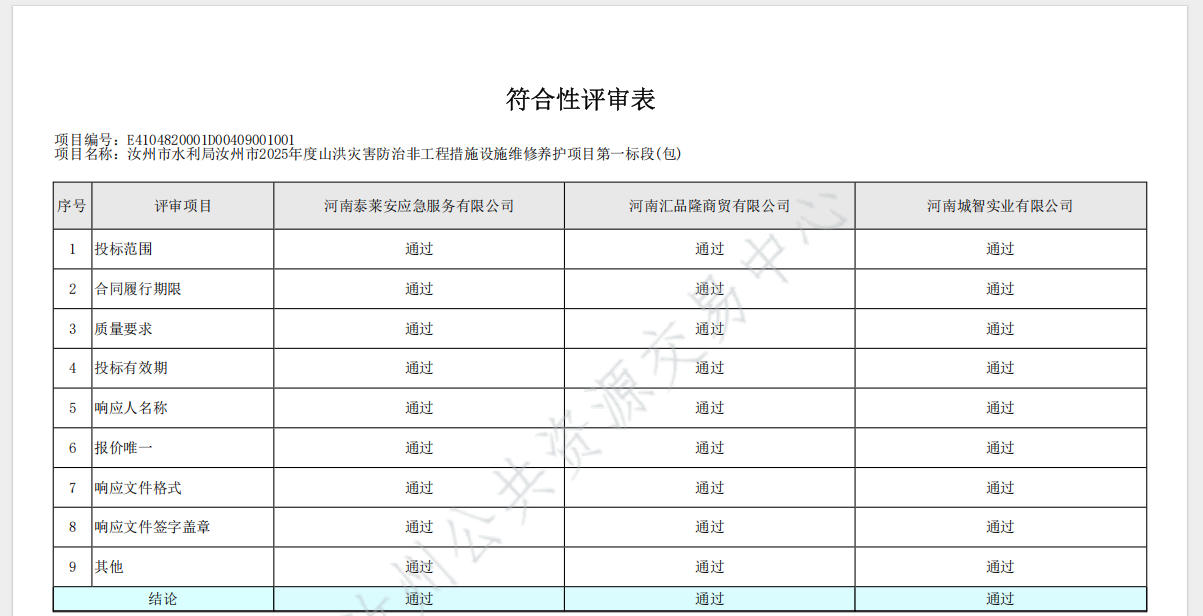 符合性评审表
项目编号：E4104820001D00409001001
项目名称：汝州市水利局汝州市2025年度山洪灾害防治非工程措施设施维修养护项目第一标段(包)
序号 评审项目 河南泰莱安应急服务有限公司 河南汇品隆商贸有限公司 河南城智实业有限公司
1 投标范围 通过 通过 通过
2 合同履行期限 通过 通过 通过
3 质量要求 通过 通过 通过
4 投标有效期 通过 通过 通过
5 响应人名称 通过 通过 通过
6 报价唯一 通过 通过 通过
7 响应文件格式 通过 通过 通过
8 响应文件签字盖章 通过 通过 通过
9 其他 通过 通过 通过
结论 通过 通过 通过
汝州公共资源交易中心